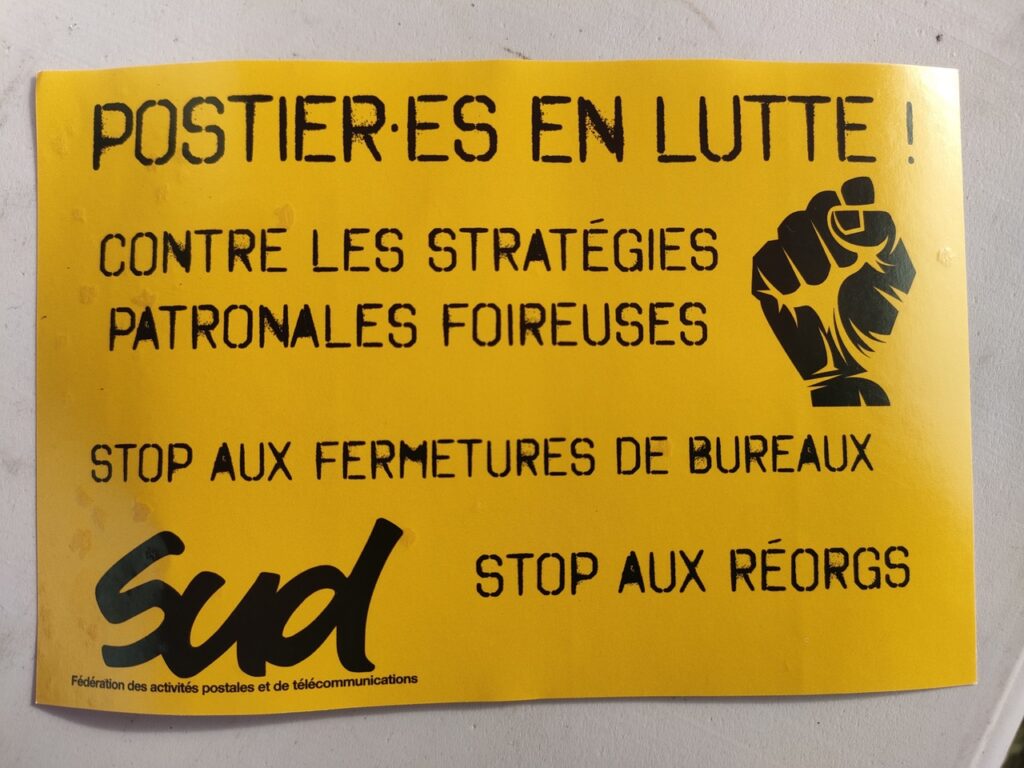 POSTIER·ES EN LUTTE !
CONTRE LES STRATÉGIES
PATRONALES FOIREUSES
STOP AUX FERMETURES DE BUREAUX
STOP AUX RÉORGS
Sud
Fédération des activités postales et de télécommunications